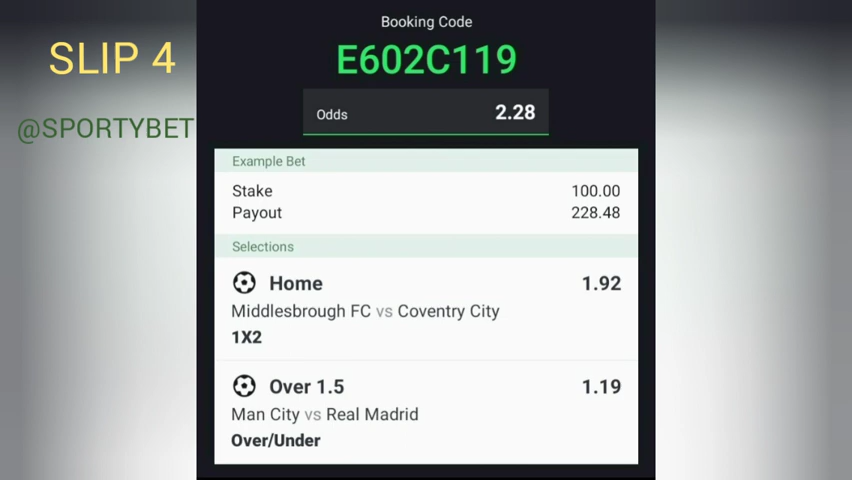 SLIP 4
@SPORTYBET
Booking Code
E602C119
Odds 2.28
Example Bet
Stake 100.00
Payout 228.48
Selections
Home 1.92
Middlesbrough FC vs Coventry City
1X2
Over 1.5 1.19
Man City vs Real Madrid
Over/Under